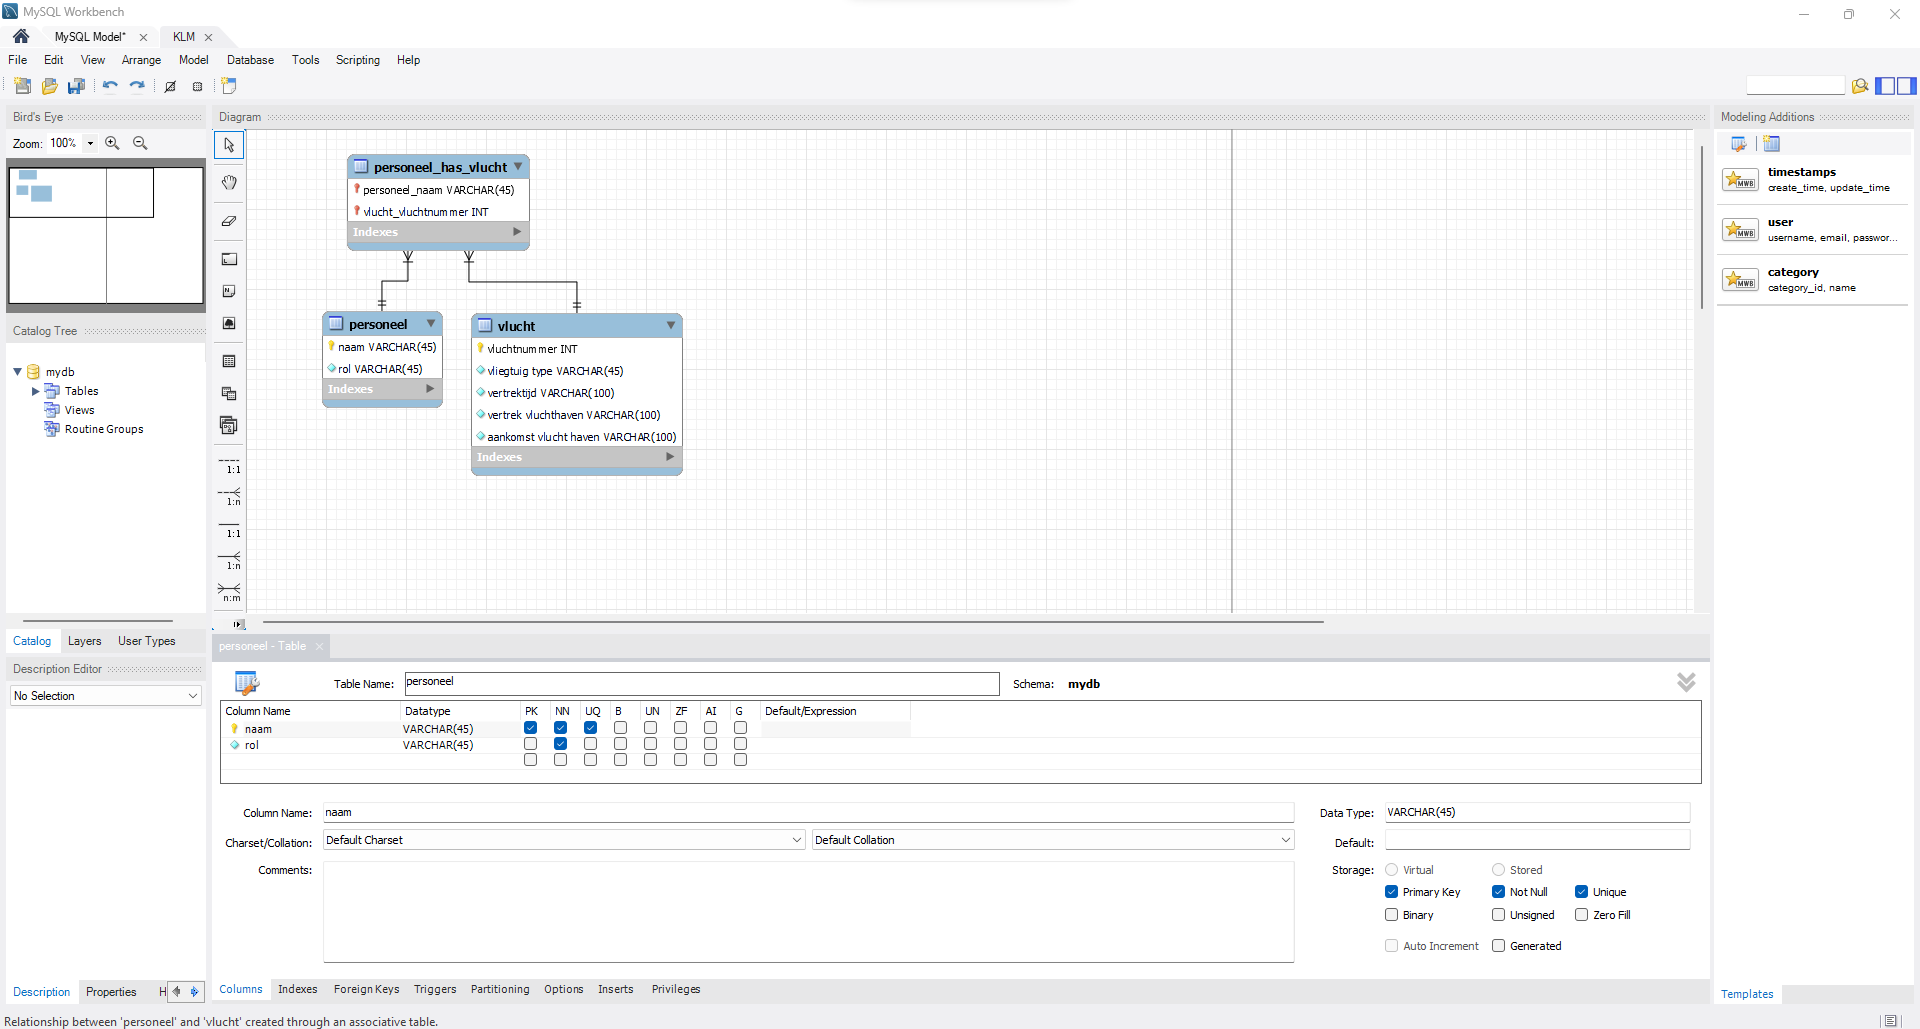 MySQL Workbench
MySQL Model*
KLM
File Edit View Arrange Model Database Tools Scripting Help
Bird's Eye
Diagram
Modeling Additions
Zoom: 100%
timestamps
create_time, update_time
user
username, email, passwor...
category
category_id, name
personeel_has_vlucht
personeel_naam VARCHAR(45)
vlucht_vluchtnummer INT
Indexes
personeel
naam VARCHAR(45)
rol VARCHAR(45)
Indexes
vlucht
vluchtnummer INT
vliegtuig type VARCHAR(45)
vertrektijd VARCHAR(100)
vertrek vluchthaven VARCHAR(100)
aankomst vlucht haven VARCHAR(100)
Indexes
1:1
1:n
1:1
1:n
n:m
Catalog Tree
mydb
Tables
Views
Routine Groups
Catalog Layers User Types
Description Editor
No Selection
personeel - Table
Table Name: personeel Schema: mydb
Column Name Datatype PK NN UQ B UN ZF AI G Default/Expression
naam VARCHAR(45)
rol VARCHAR(45)
Column Name: naam Data Type: VARCHAR(45)
Charset/Collation: Default Charset Default Collation Default:
Comments: Storage: Virtual Stored
Primary Key Not Null Unique
Binary Unsigned Zero Fill
Auto Increment Generated
Description Properties H
Columns Indexes Foreign Keys Triggers Partitioning Options Inserts Privileges
Templates
Relationship between 'personeel' and 'vlucht' created through an associative table.